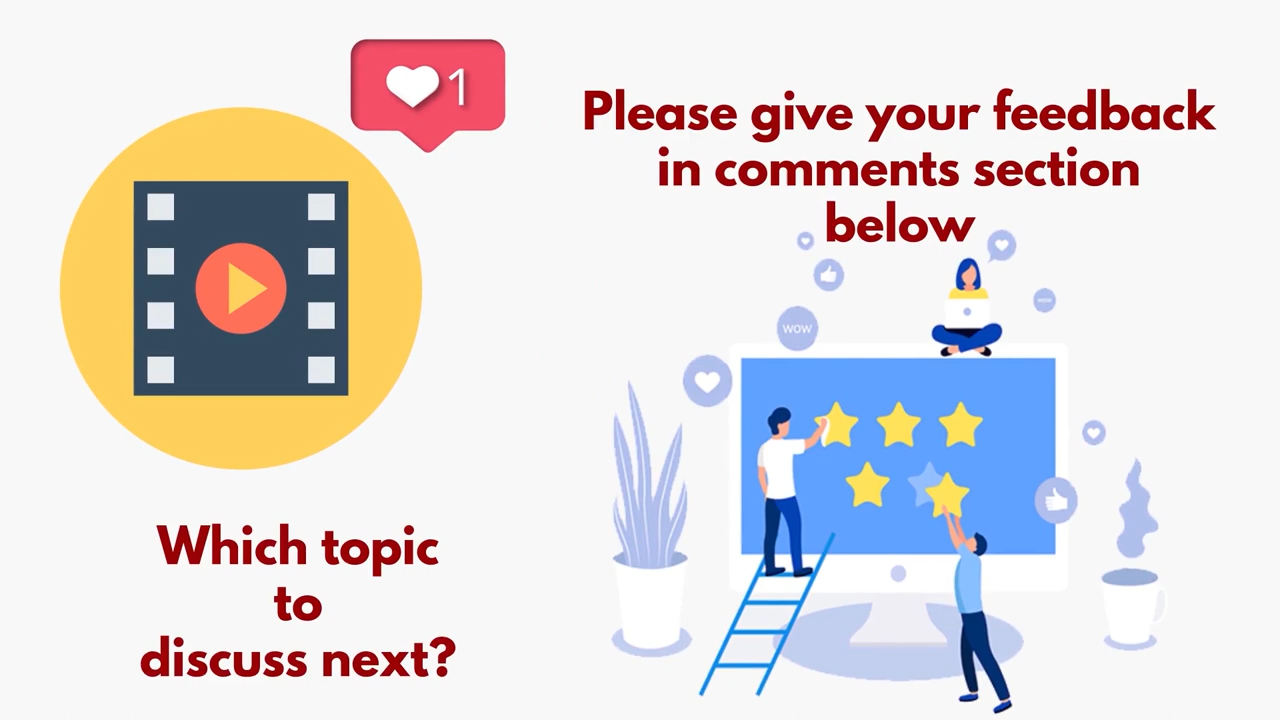 1
Please give your feedback
in comments section
below
wow
wow
Which topic
to
discuss next?